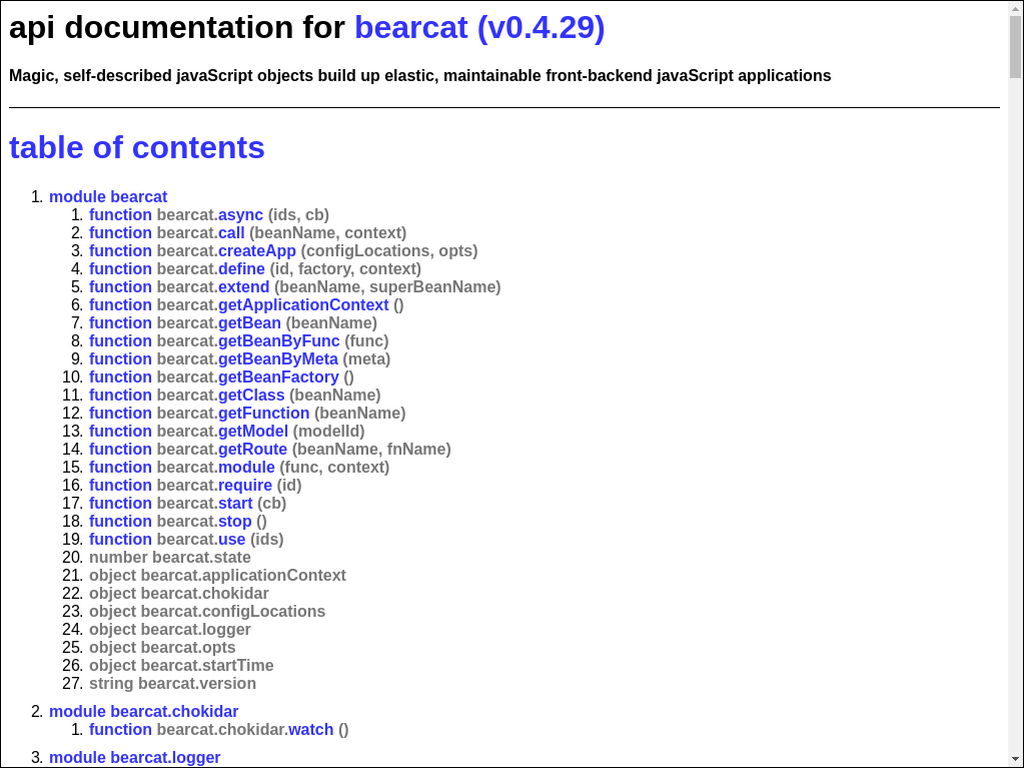 api documentation for bearcat (v0.4.29)
Magic, self-described javaScript objects build up elastic, maintainable front-backend javaScript applications
table of contents
1. module bearcat
1. function bearcat.async (ids, cb)
2. function bearcat.call (beanName, context)
3. function bearcat.createApp (configLocations, opts)
4. function bearcat.define (id, factory, context)
5. function bearcat.extend (beanName, superBeanName)
6. function bearcat.getApplicationContext ()
7. function bearcat.getBean (beanName)
8. function bearcat.getBeanByFunc (func)
9. function bearcat.getBeanByMeta (meta)
10. function bearcat.getBeanFactory ()
11. function bearcat.getClass (beanName)
12. function bearcat.getFunction (beanName)
13. function bearcat.getModel (modelId)
14. function bearcat.getRoute (beanName, fnName)
15. function bearcat.module (func, context)
16. function bearcat.require (id)
17. function bearcat.start (cb)
18. function bearcat.stop ()
19. function bearcat.use (ids)
20. number bearcat.state
21. object bearcat.applicationContext
22. object bearcat.chokidar
23. object bearcat.configLocations
24. object bearcat.logger
25. object bearcat.opts
26. object bearcat.startTime
27. string bearcat.version
2. module bearcat.chokidar
1. function bearcat.chokidar.watch ()
3. module bearcat.logger